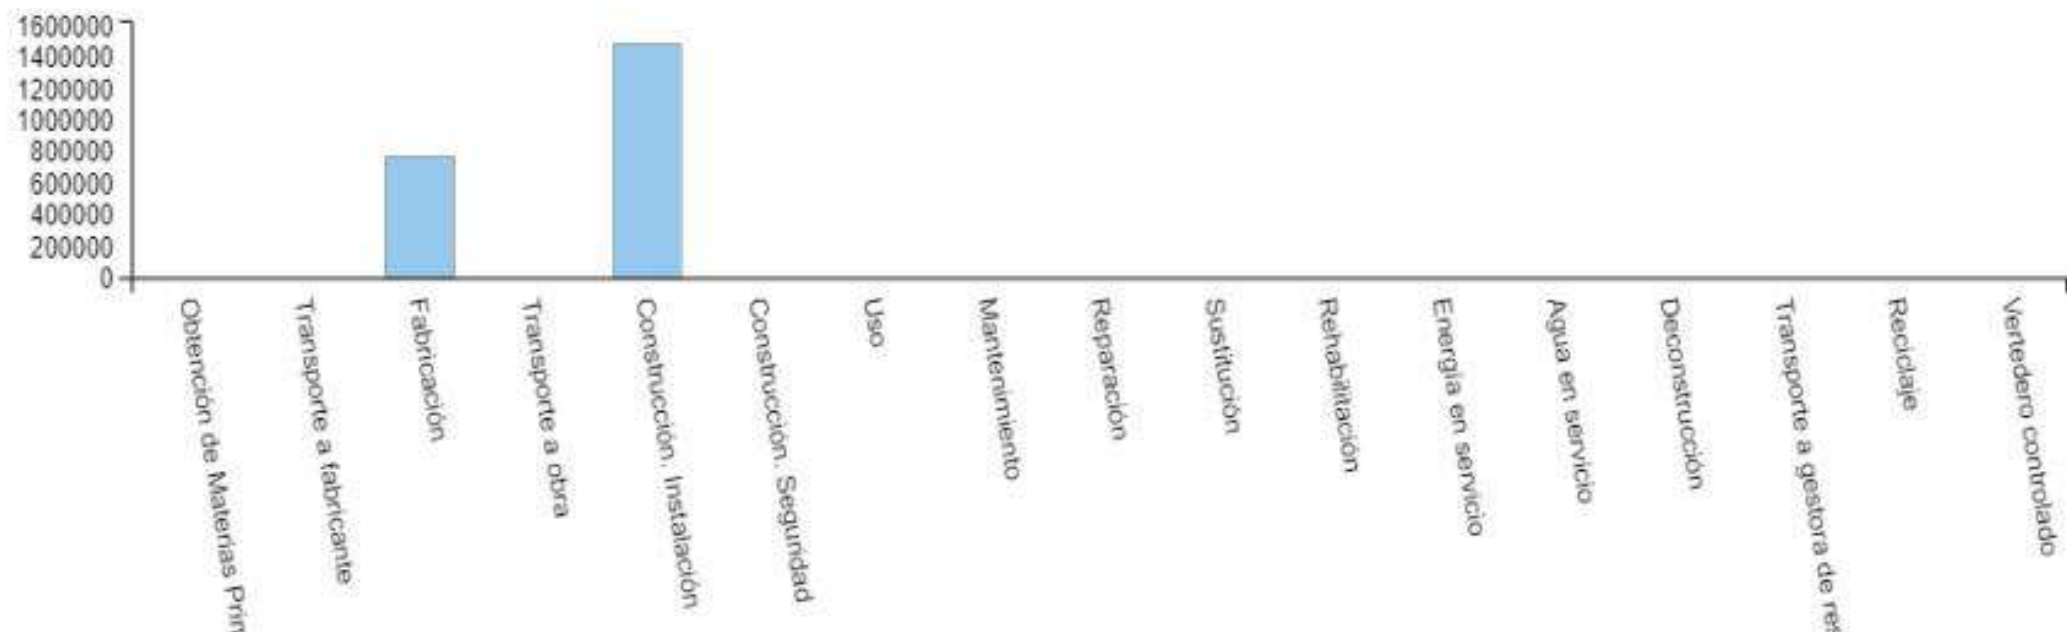 1600000
1400000
1200000
1000000
800000
600000
400000
200000
0
Obtención de Materias Prim
Transporte a fabricante
Fabricación
Transporte a obra
Construcción. Instalación
Construcción. Seguridad
Uso
Mantenimiento
Reparación
Sustitución
Rehabilitación
Energía en servicio
Agua en servicio
Deconstrucción
Transporte a gestora de res
Reciclaje
Vertedero controlado